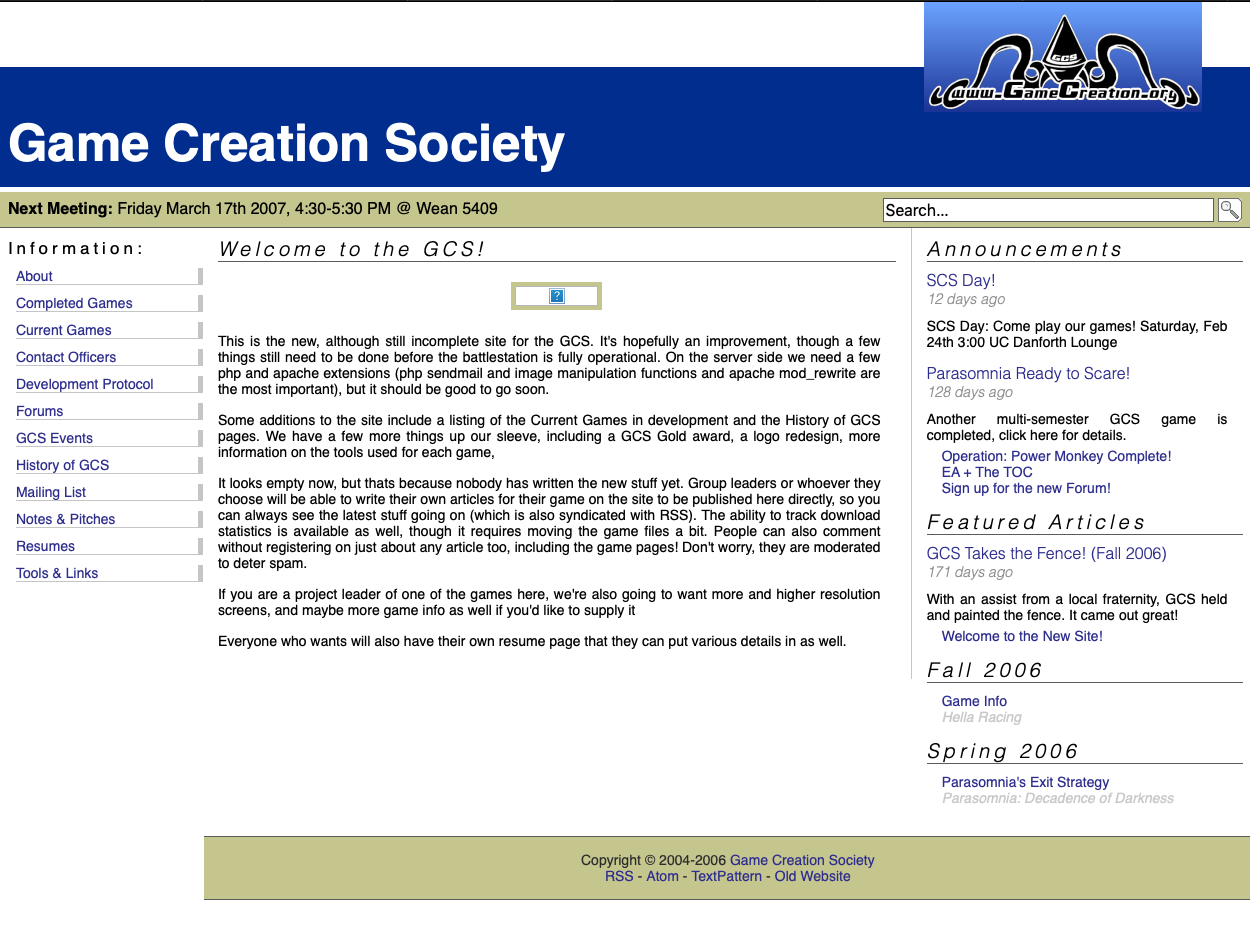 GCS
www.GameCreation.org
Game Creation Society
Next Meeting: Friday March 17th 2007, 4:30-5:30 PM @ Wean 5409
Search...
Information:
About
Completed Games
Current Games
Contact Officers
Development Protocol
Forums
GCS Events
History of GCS
Mailing List
Notes & Pitches
Resumes
Tools & Links
Welcome to the GCS!
?
This is the new, although still incomplete site for the GCS. It's hopefully an improvement, though a few
things still need to be done before the battlestation is fully operational. On the server side we need a few
php and apache extensions (php sendmail and image manipulation functions and apache mod_rewrite are
the most important), but it should be good to go soon.
Some additions to the site include a listing of the Current Games in development and the History of GCS
pages. We have a few more things up our sleeve, including a GCS Gold award, a logo redesign, more
information on the tools used for each game,
It looks empty now, but thats because nobody has written the new stuff yet. Group leaders or whoever they
choose will be able to write their own articles for their game on the site to be published here directly, so you
can always see the latest stuff going on (which is also syndicated with RSS). The ability to track download
statistics is available as well, though it requires moving the game files a bit. People can also comment
without registering on just about any article too, including the game pages! Don't worry, they are moderated
to deter spam.
If you are a project leader of one of the games here, we're also going to want more and higher resolution
screens, and maybe more game info as well if you'd like to supply it
Everyone who wants will also have their own resume page that they can put various details in as well.
Announcements
SCS Day!
12 days ago
SCS Day: Come play our games! Saturday, Feb
24th 3:00 UC Danforth Lounge
Parasomnia Ready to Scare!
128 days ago
Another multi-semester GCS game is
completed, click here for details.
Operation: Power Monkey Complete!
EA + The TOC
Sign up for the new Forum!
Featured Articles
GCS Takes the Fence! (Fall 2006)
171 days ago
With an assist from a local fraternity, GCS held
and painted the fence. It came out great!
Welcome to the New Site!
Fall 2006
Game Info
Hella Racing
Spring 2006
Parasomnia's Exit Strategy
Parasomnia: Decadence of Darkness
Copyright © 2004-2006 Game Creation Society
RSS - Atom - TextPattern - Old Website